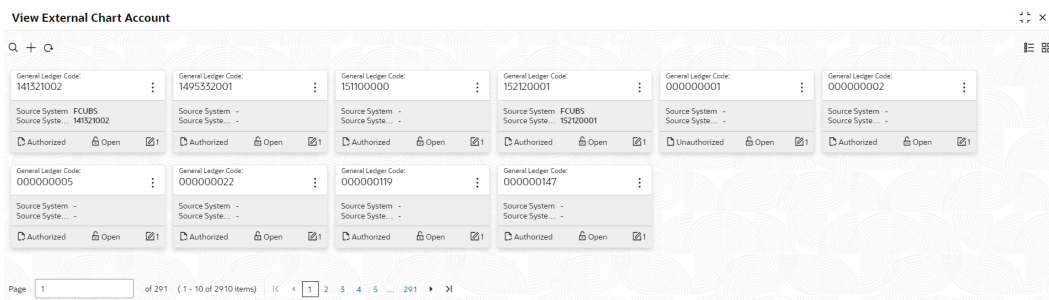 View External Chart Account
General Ledger Code:
141321002
Source System FCUBS
Source Syste... 141321002
Authorized Open 1
General Ledger Code:
1495332001
Source System -
Source Syste... -
Authorized Open 1
General Ledger Code:
151100000
Source System -
Source Syste... -
Authorized Open 1
General Ledger Code:
152120001
Source System FCUBS
Source Syste... 152120001
Authorized Open 1
General Ledger Code:
000000001
Source System -
Source Syste... -
Unauthorized Open 1
General Ledger Code:
000000002
Source System -
Source Syste... -
Authorized Open 1
General Ledger Code:
000000005
Source System -
Source Syste... -
Authorized Open 1
General Ledger Code:
000000022
Source System -
Source Syste... -
Authorized Open 1
General Ledger Code:
000000119
Source System -
Source Syste... -
Authorized Open 1
General Ledger Code:
000000147
Source System -
Source Syste... -
Authorized Open 1
Page 1 of 291 (1 - 10 of 2910 items) 1 2 3 4 5 ... 291